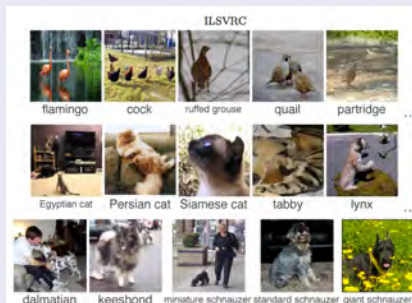 ILSVRC
flamingo cock ruffed grouse quail partridge ...
Egyptian cat Persian cat Siamese cat tabby lynx ...
dalmatian keeshond miniature schnauzer standard schnauzer giant schnauzer